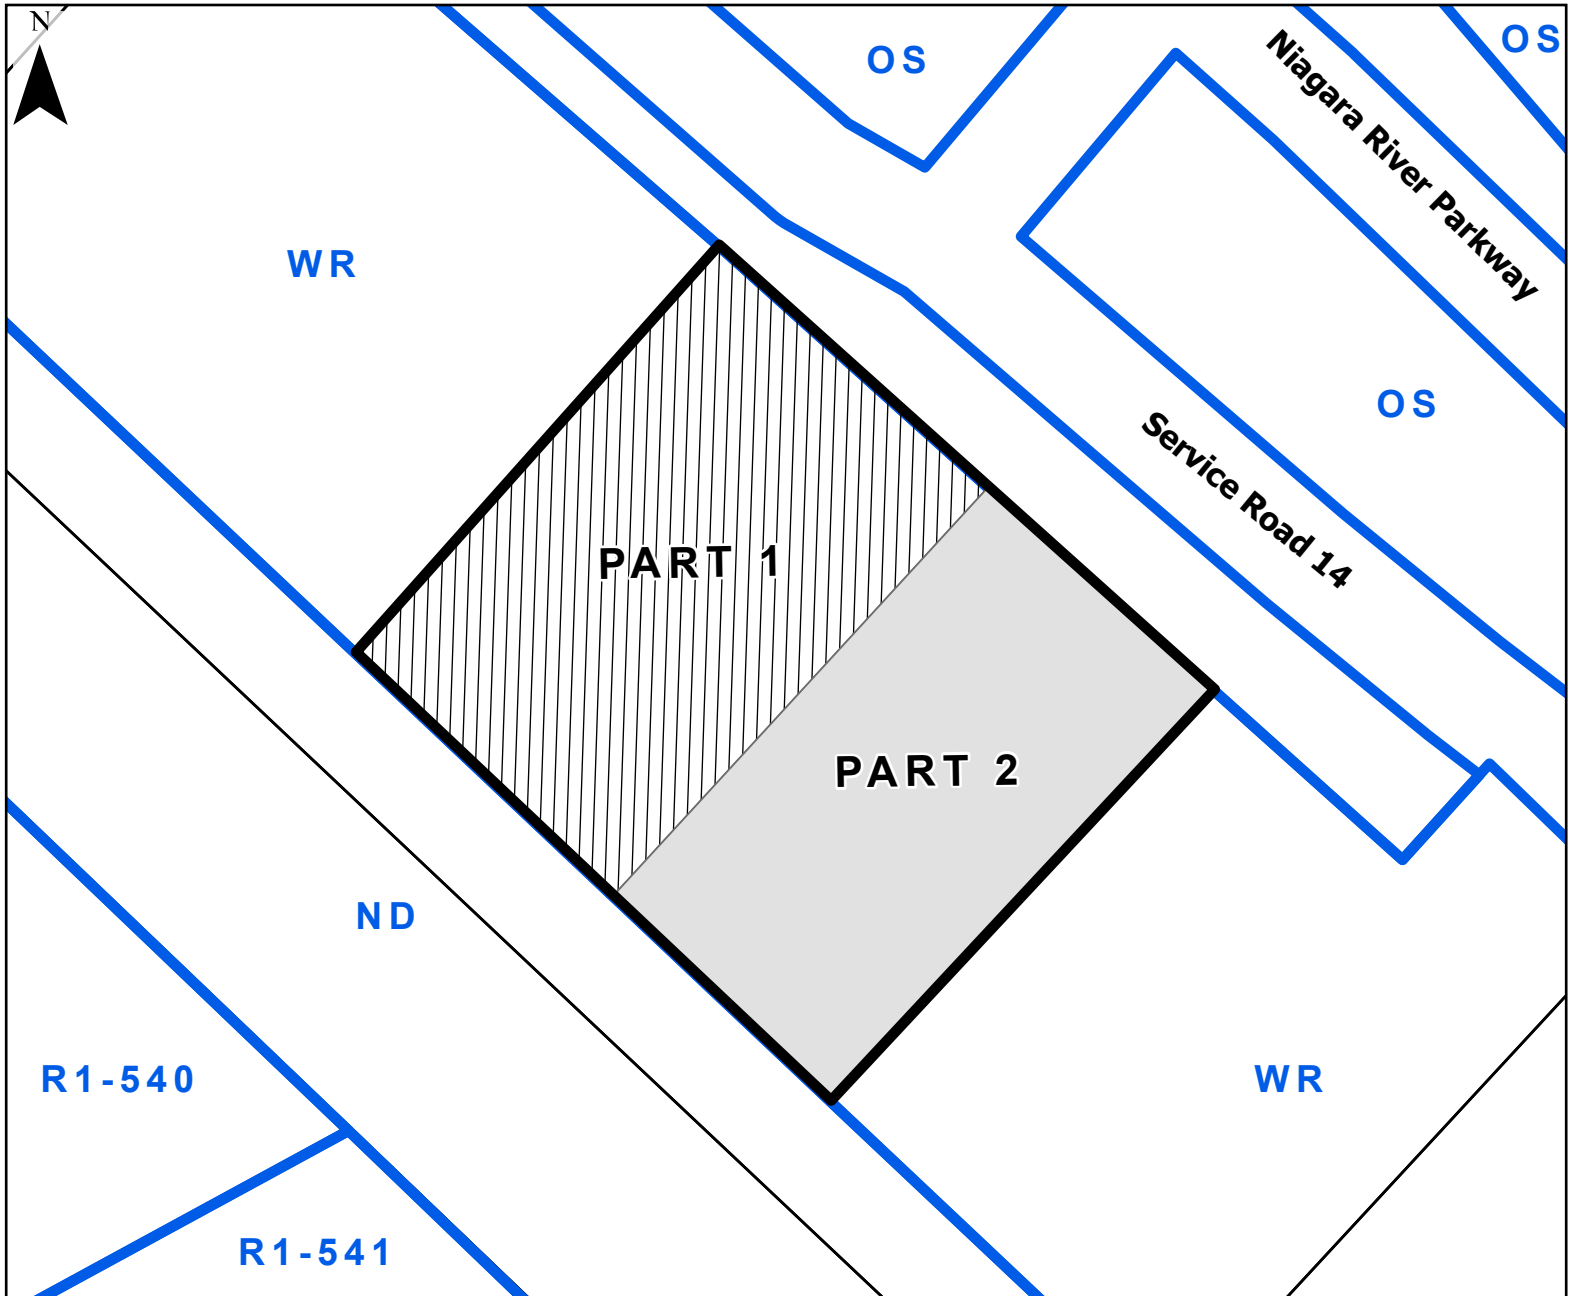 N
OS
OS
Niagara River Parkway
WR
OS
Service Road 14
PART 1
PART 2
ND
R1-540
WR
R1-541